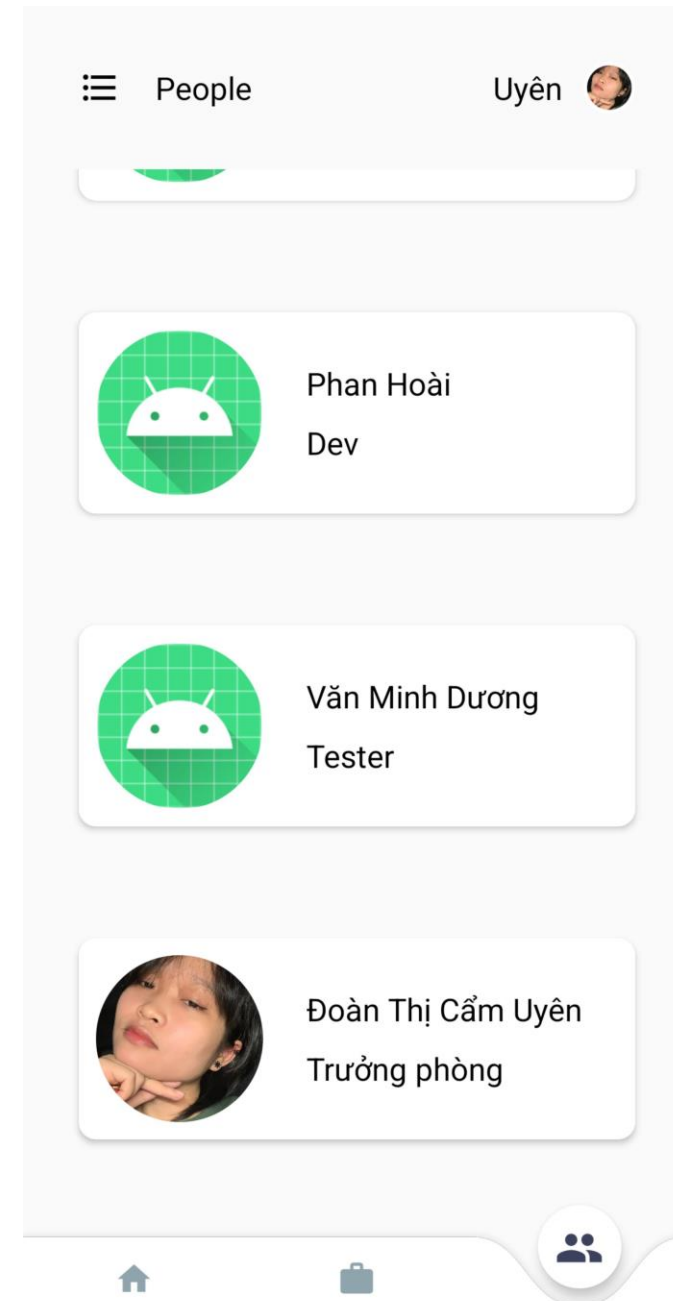 People
Uyên
Phan Hoài
Dev
Văn Minh Dương
Tester
Đoàn Thị Cẩm Uyên
Trưởng phòng